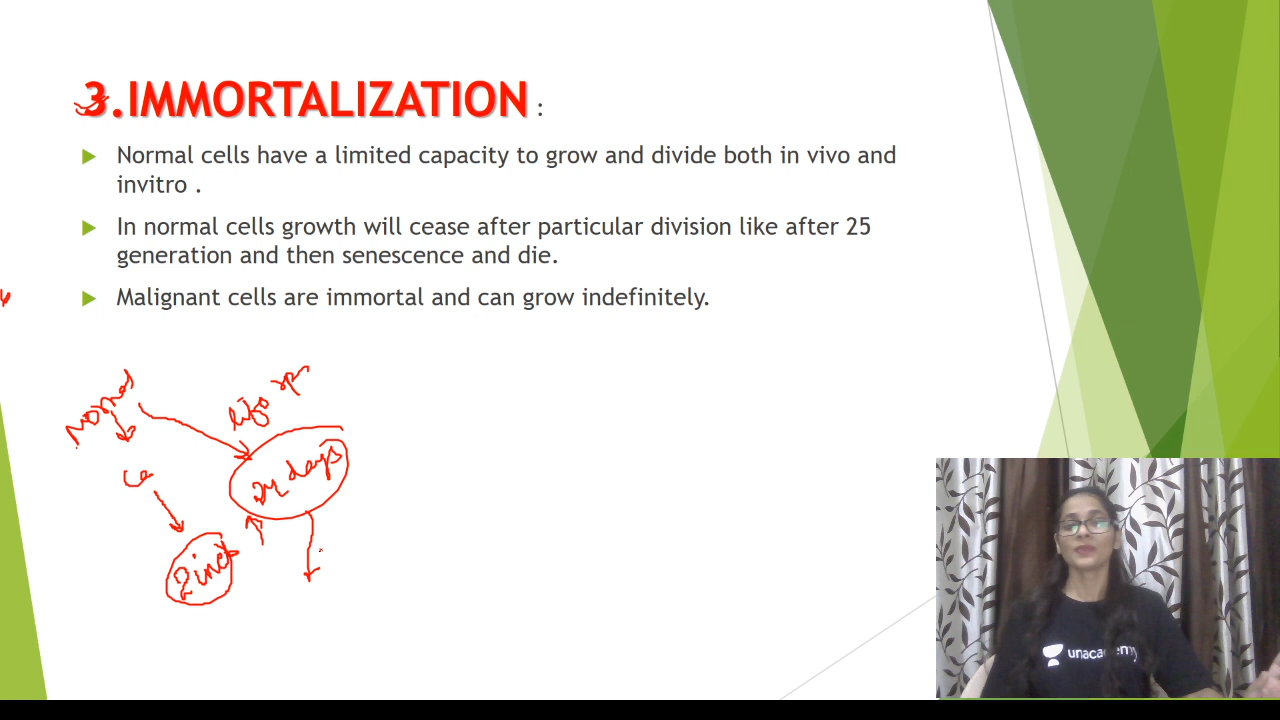 3.IMMORTALIZATION :
Normal cells have a limited capacity to grow and divide both in vivo and
invitro .
In normal cells growth will cease after particular division like after 25
generation and then senescence and die.
Malignant cells are immortal and can grow indefinitely.
Normal
24 days
unacademy